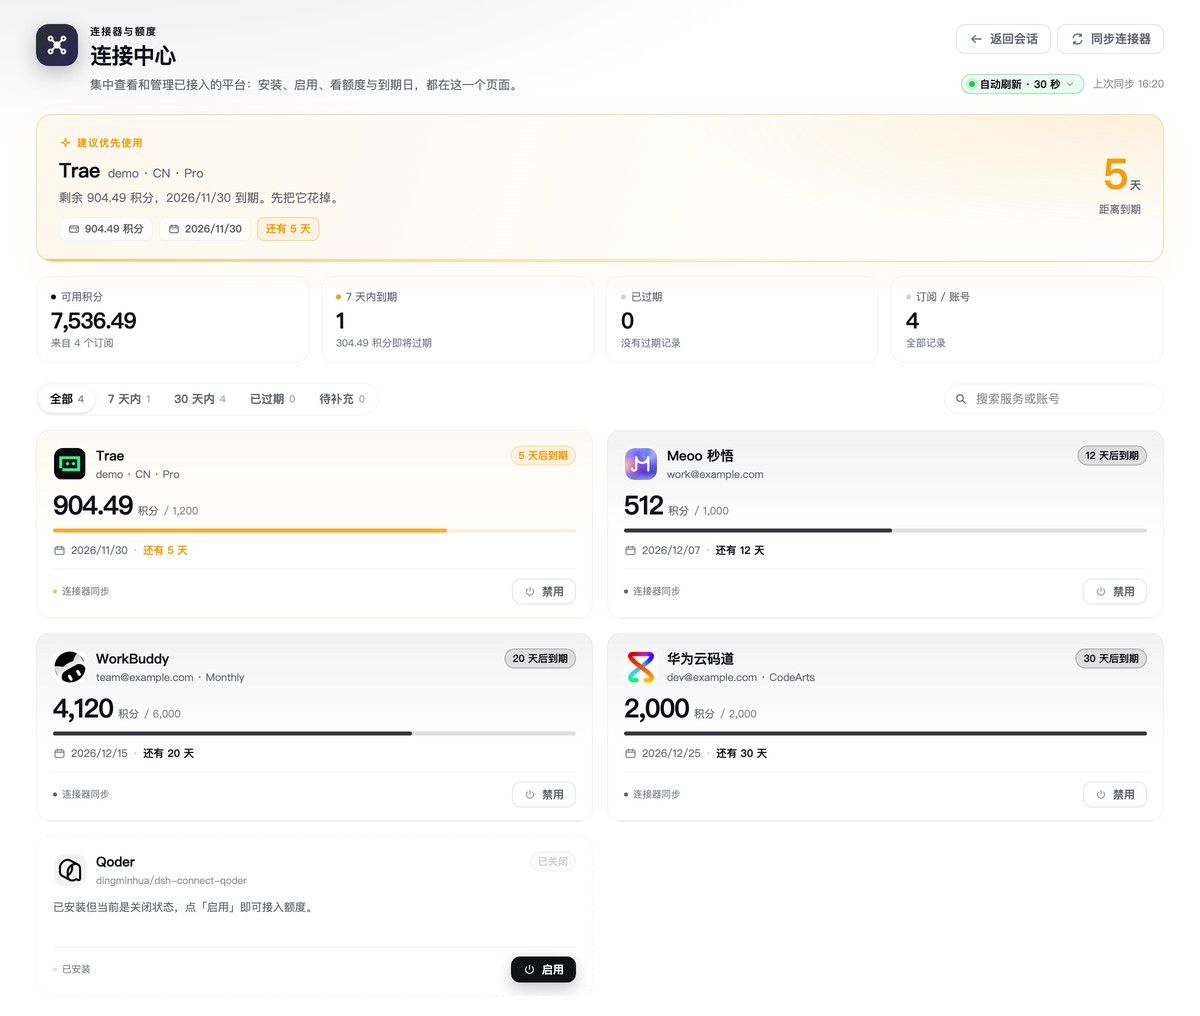 连接器与额度
连接中心
集中查看和管理已接入的平台：安装、启用、看额度与到期日，都在这一个页面。
返回会话
同步连接器
自动刷新 · 30 秒
上次同步 16:20
建议优先使用
Trae demo · CN · Pro
剩余 904.49 积分，2026/11/30 到期。先把它花掉。
904.49 积分
2026/11/30
还有 5 天
5 天
距离到期
可用积分
7,536.49
来自 4 个订阅
7 天内到期
1
304.49 积分即将过期
已过期
0
没有过期记录
订阅 / 账号
4
全部记录
全部 4
7 天内 1
30 天内 4
已过期 0
待补充 0
搜索服务或账号
Trae
demo · CN · Pro
5 天后到期
904.49 积分 / 1,200
2026/11/30 · 还有 5 天
连接器同步
禁用
Meoo 秒悟
work@example.com
12 天后到期
512 积分 / 1,000
2026/12/07 · 还有 12 天
连接器同步
禁用
WorkBuddy
team@example.com · Monthly
20 天后到期
4,120 积分 / 6,000
2026/12/15 · 还有 20 天
连接器同步
禁用
华为云码道
dev@example.com · CodeArts
30 天后到期
2,000 积分 / 2,000
2026/12/25 · 还有 30 天
连接器同步
禁用
Qoder
dingminhua/dsh-connect-qoder
已关闭
已安装但当前是关闭状态，点「启用」即可接入额度。
已安装
启用